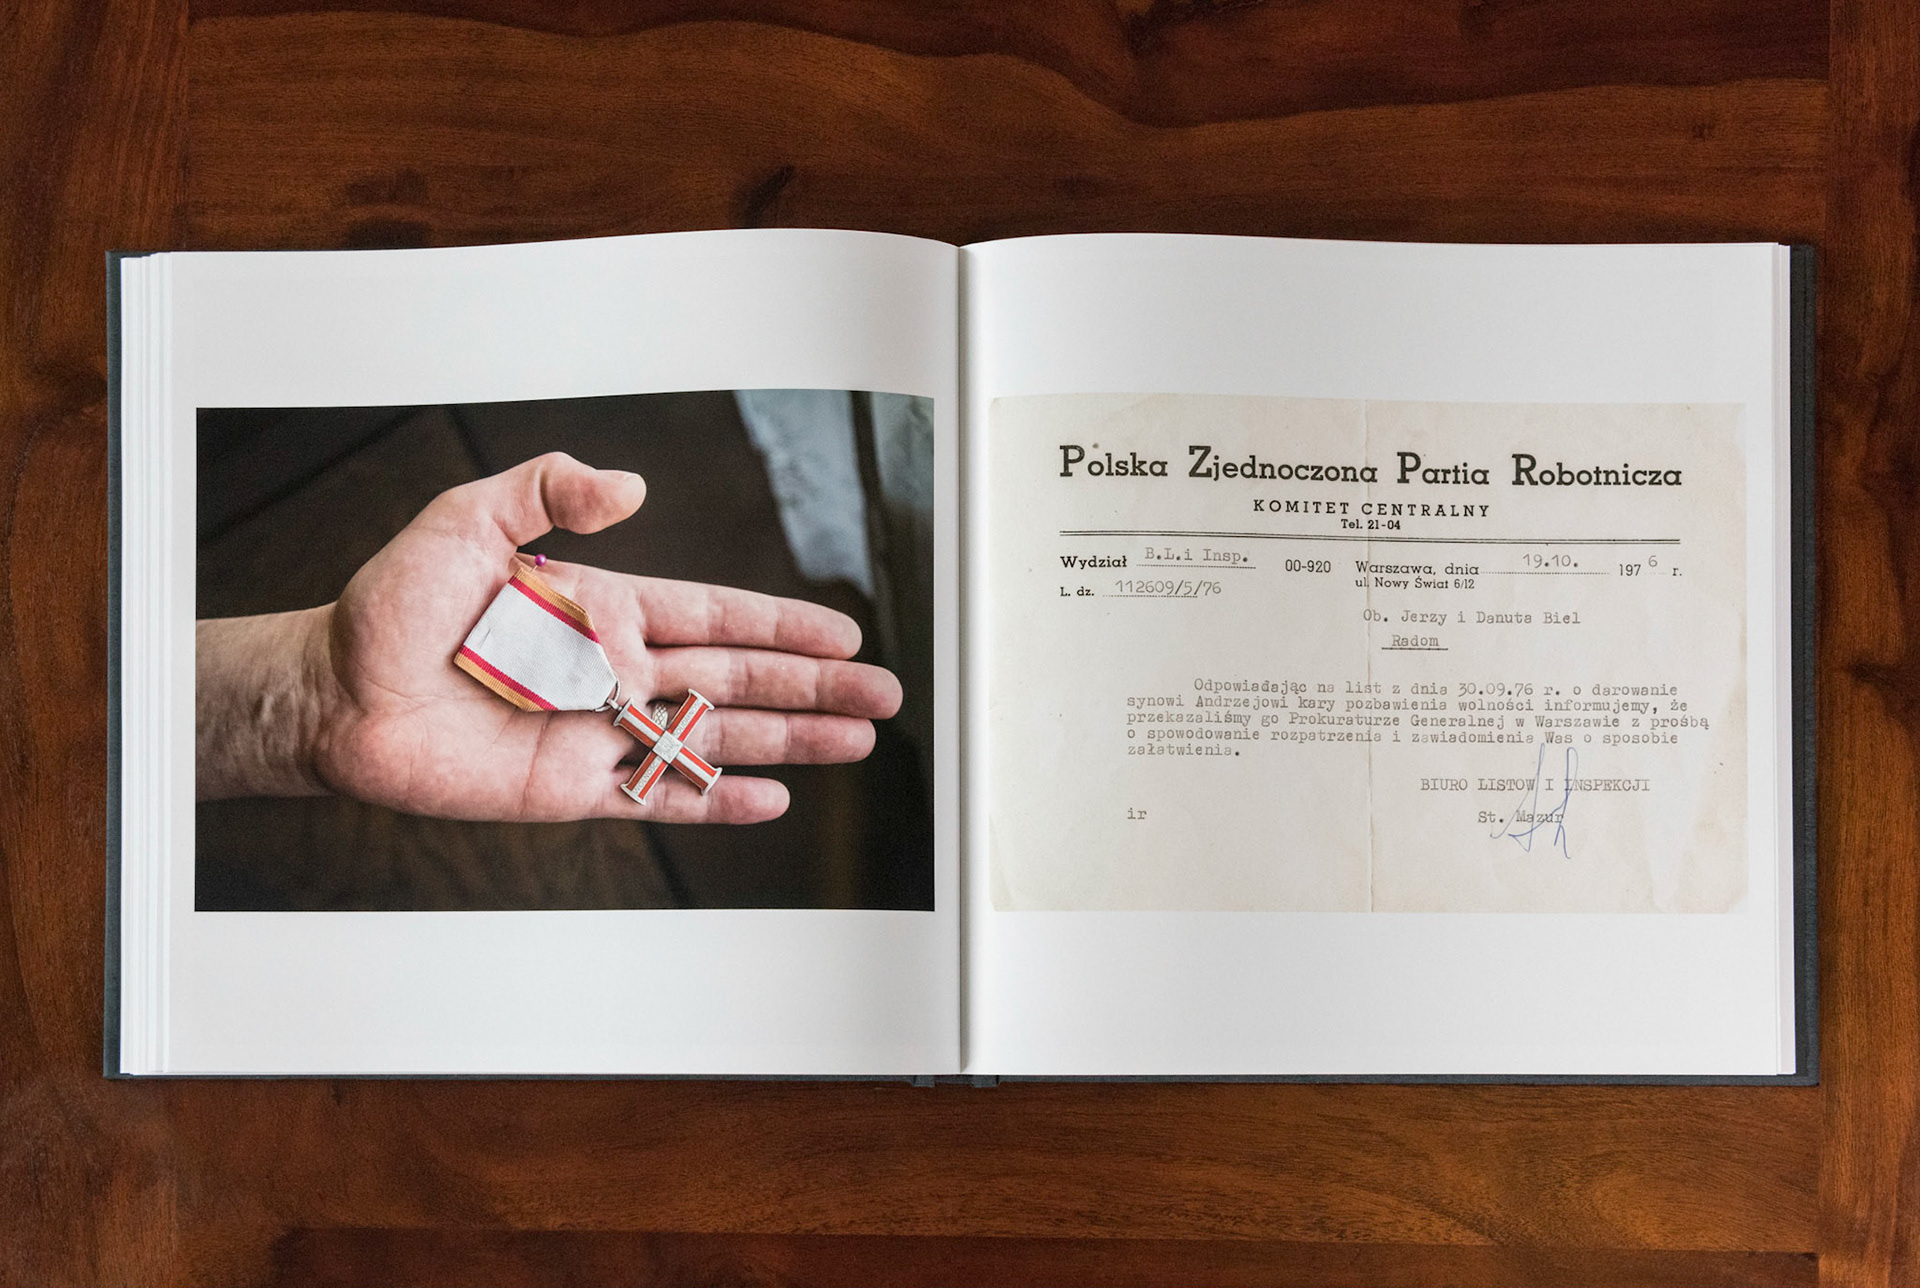 Polska Zjednoczona Partia Robotnicza
KOMITET CENTRALNY
Tel. 21-04
Wydział B.L.i Insp. 00-920 Warszawa, dnia 19.10. 1976 r.
ul. Nowy Świat 6/12
L. dz. 112609/5/76
Ob. Jerzy i Danuta Biel
Radom
Odpowiadając na list z dnia 30.09.76 r. o darowanie
synowi Andrzejowi kary pozbawienia wolności informujemy, że
przekazaliśmy go Prokuraturze Generalnej w Warszawie z prośbą
o spowodowanie rozpatrzenia i zawiadomienia Was o sposobie
załatwienia.
BIURO LISTOW I INSPEKCJI
ir St. Mazur